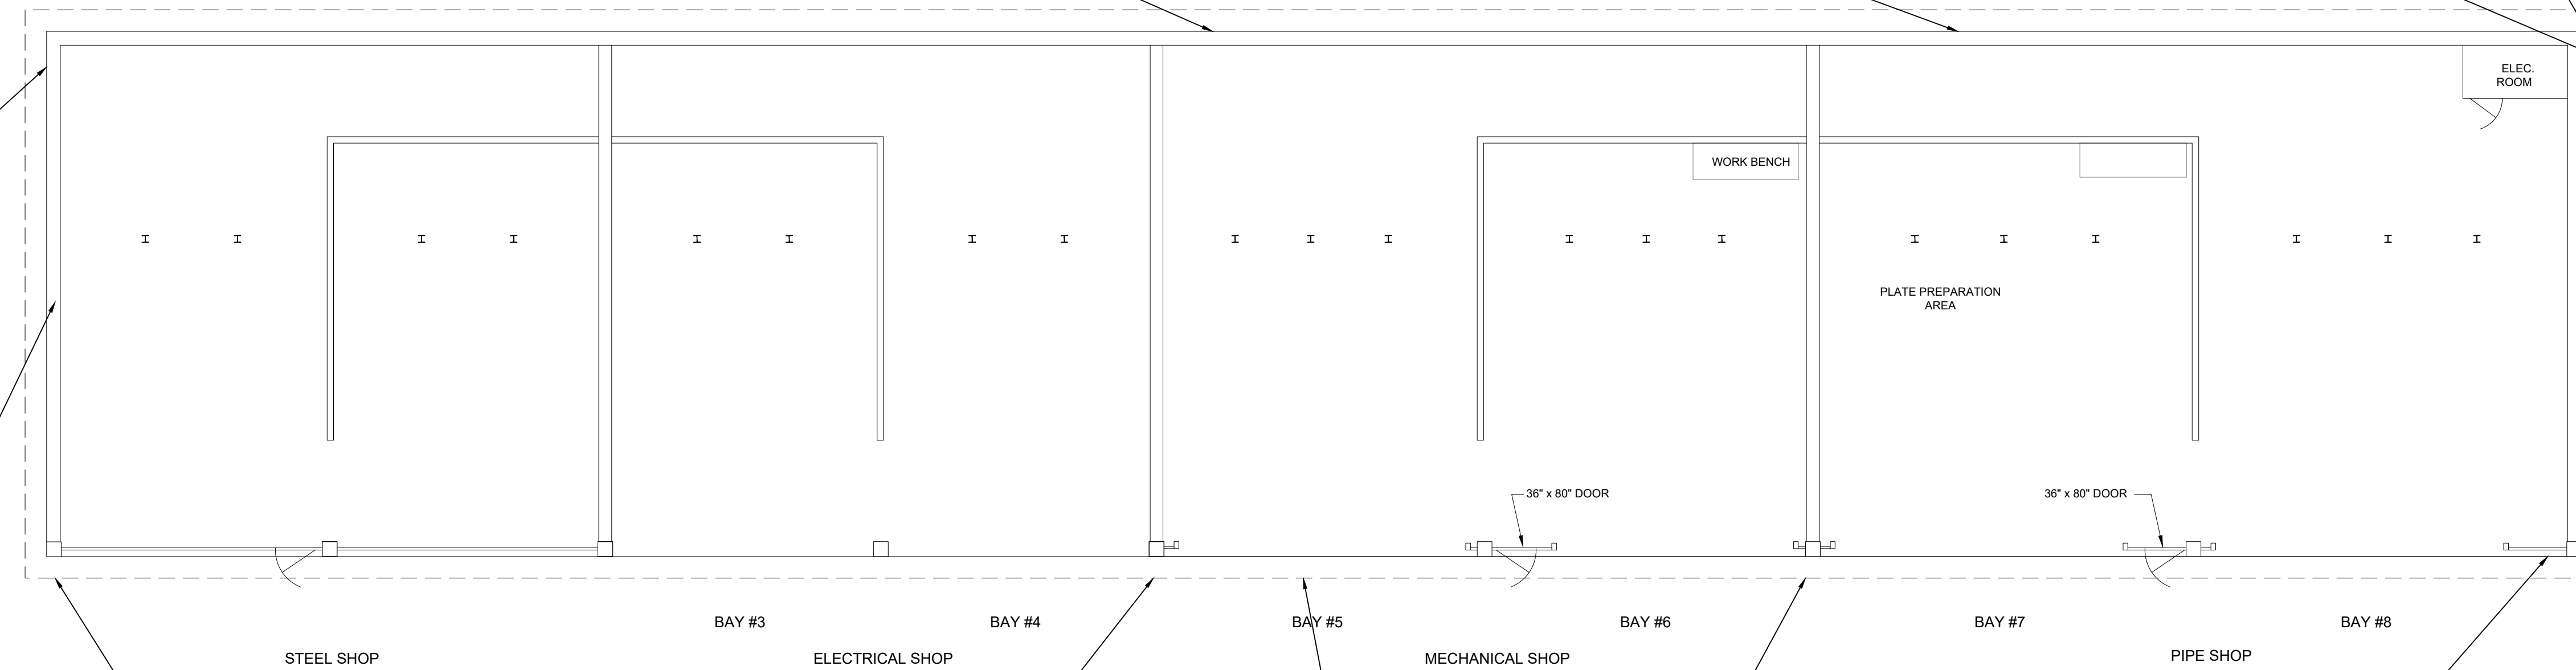 ELEC.
ROOM
WORK BENCH
PLATE PREPARATION
AREA
36" x 80" DOOR
36" x 80" DOOR
BAY #3
BAY #4
BAY #5
BAY #6
BAY #7
BAY #8
STEEL SHOP
ELECTRICAL SHOP
MECHANICAL SHOP
PIPE SHOP